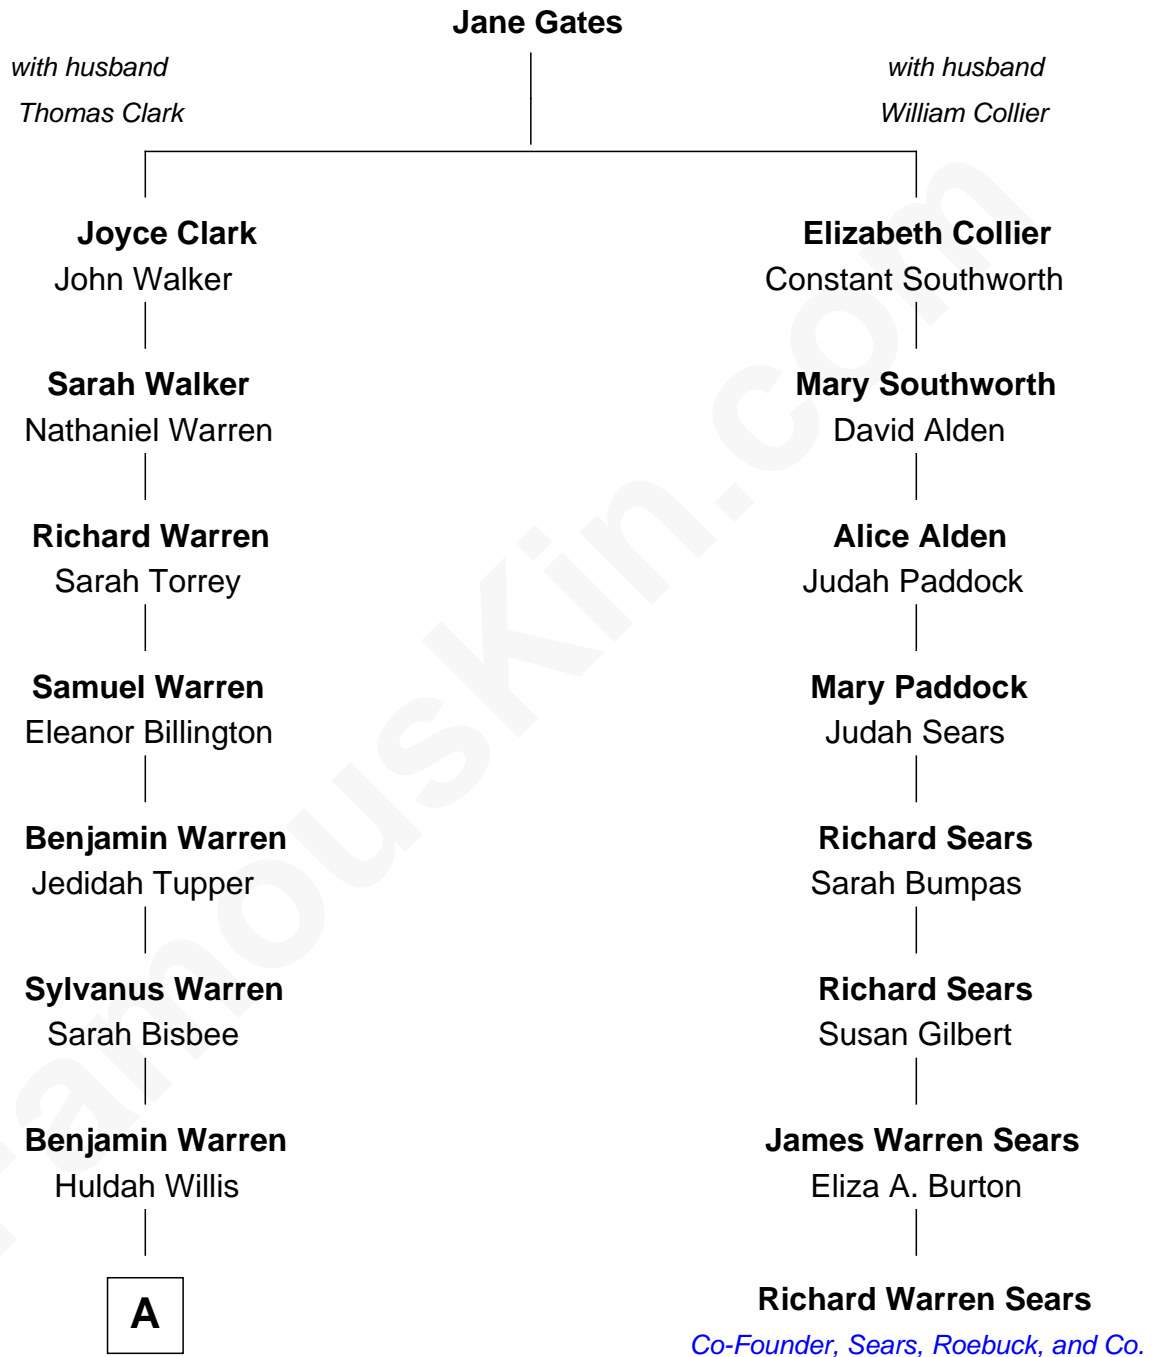 Jane Gates
with husband
Thomas Clark
with husband
William Collier
Joyce Clark
John Walker
Elizabeth Collier
Constant Southworth
Sarah Walker
Nathaniel Warren
Mary Southworth
David Alden
Richard Warren
Sarah Torrey
Alice Alden
Judah Paddock
Samuel Warren
Eleanor Billington
Mary Paddock
Judah Sears
Benjamin Warren
Jedidah Tupper
Richard Sears
Sarah Bumpas
Sylvanus Warren
Sarah Bisbee
Richard Sears
Susan Gilbert
Benjamin Warren
Huldah Willis
James Warren Sears
Eliza A. Burton
A
Richard Warren Sears
Co-Founder, Sears, Roebuck, and Co.
FamousKin.com